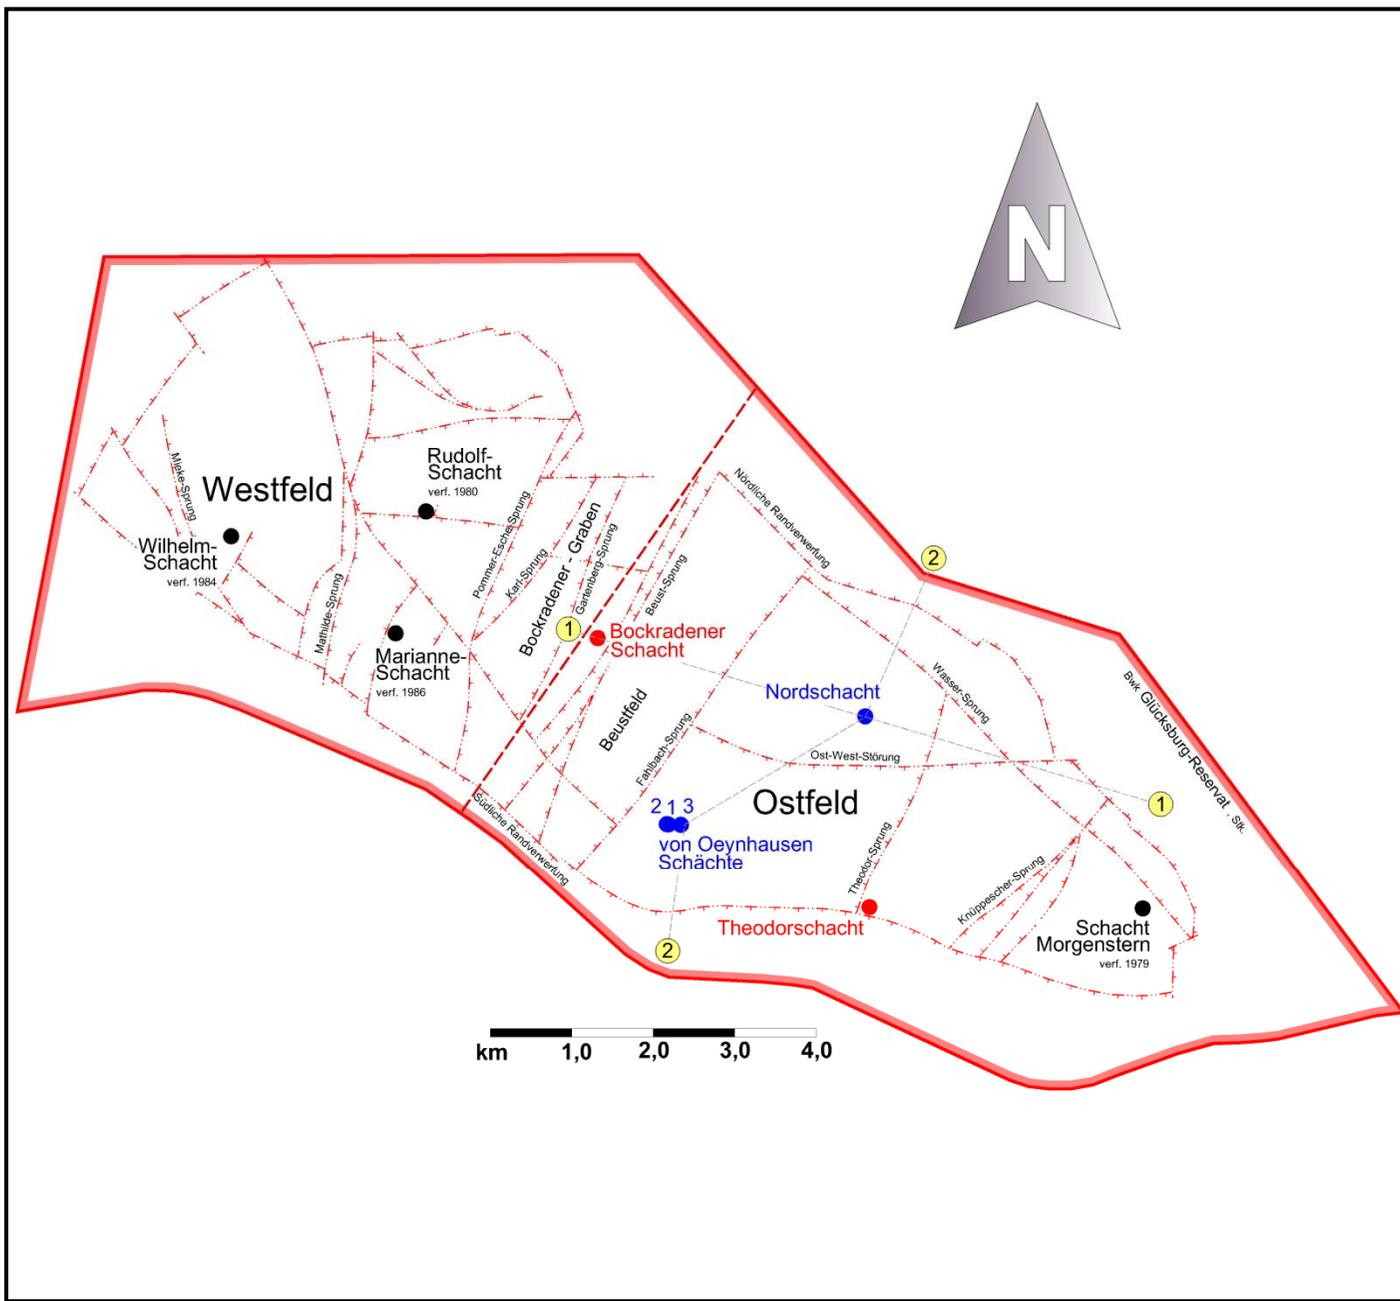 N
Westfeld
Mieke-Sprung
Rudolf-
Schacht
verf. 1980
Wilhelm-
Schacht
verf. 1984
Mathilde-Sprung
Marianne-
Schacht
verf. 1986
Pommer-Esche-Sprung
Karl-Sprung
Bockradener - Graben
Gartenberg-Sprung
1
Beust-Sprung
Bockradener
Schacht
Nördliche Randverwerfung
2
Beustfeld
Fahlbach-Sprung
Nordschacht
Wasser-Sprung
Ost-West-Störung
Bwk Glücksburg-Reservat , Stk.
1
Ostfeld
2 1 3
von Oeynhausen
Schächte
Südliche Randverwerfung
Theodor-Sprung
Theodorschacht
Knüppescher-Sprung
Schacht
Morgenstern
verf. 1979
2
km 1,0 2,0 3,0 4,0